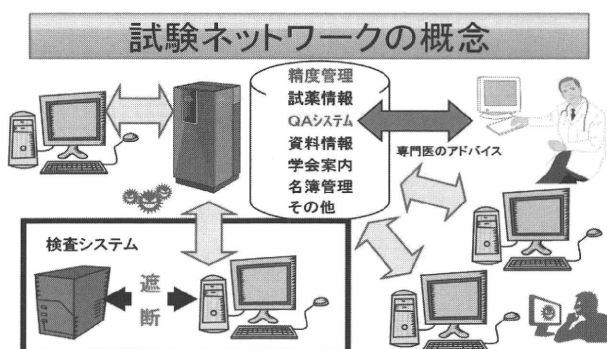 試験ネットワークの概念
精度管理
試薬情報
QAシステム
資料情報
学会案内
名簿管理
その他
専門医のアドバイス
検査システム
遮
断